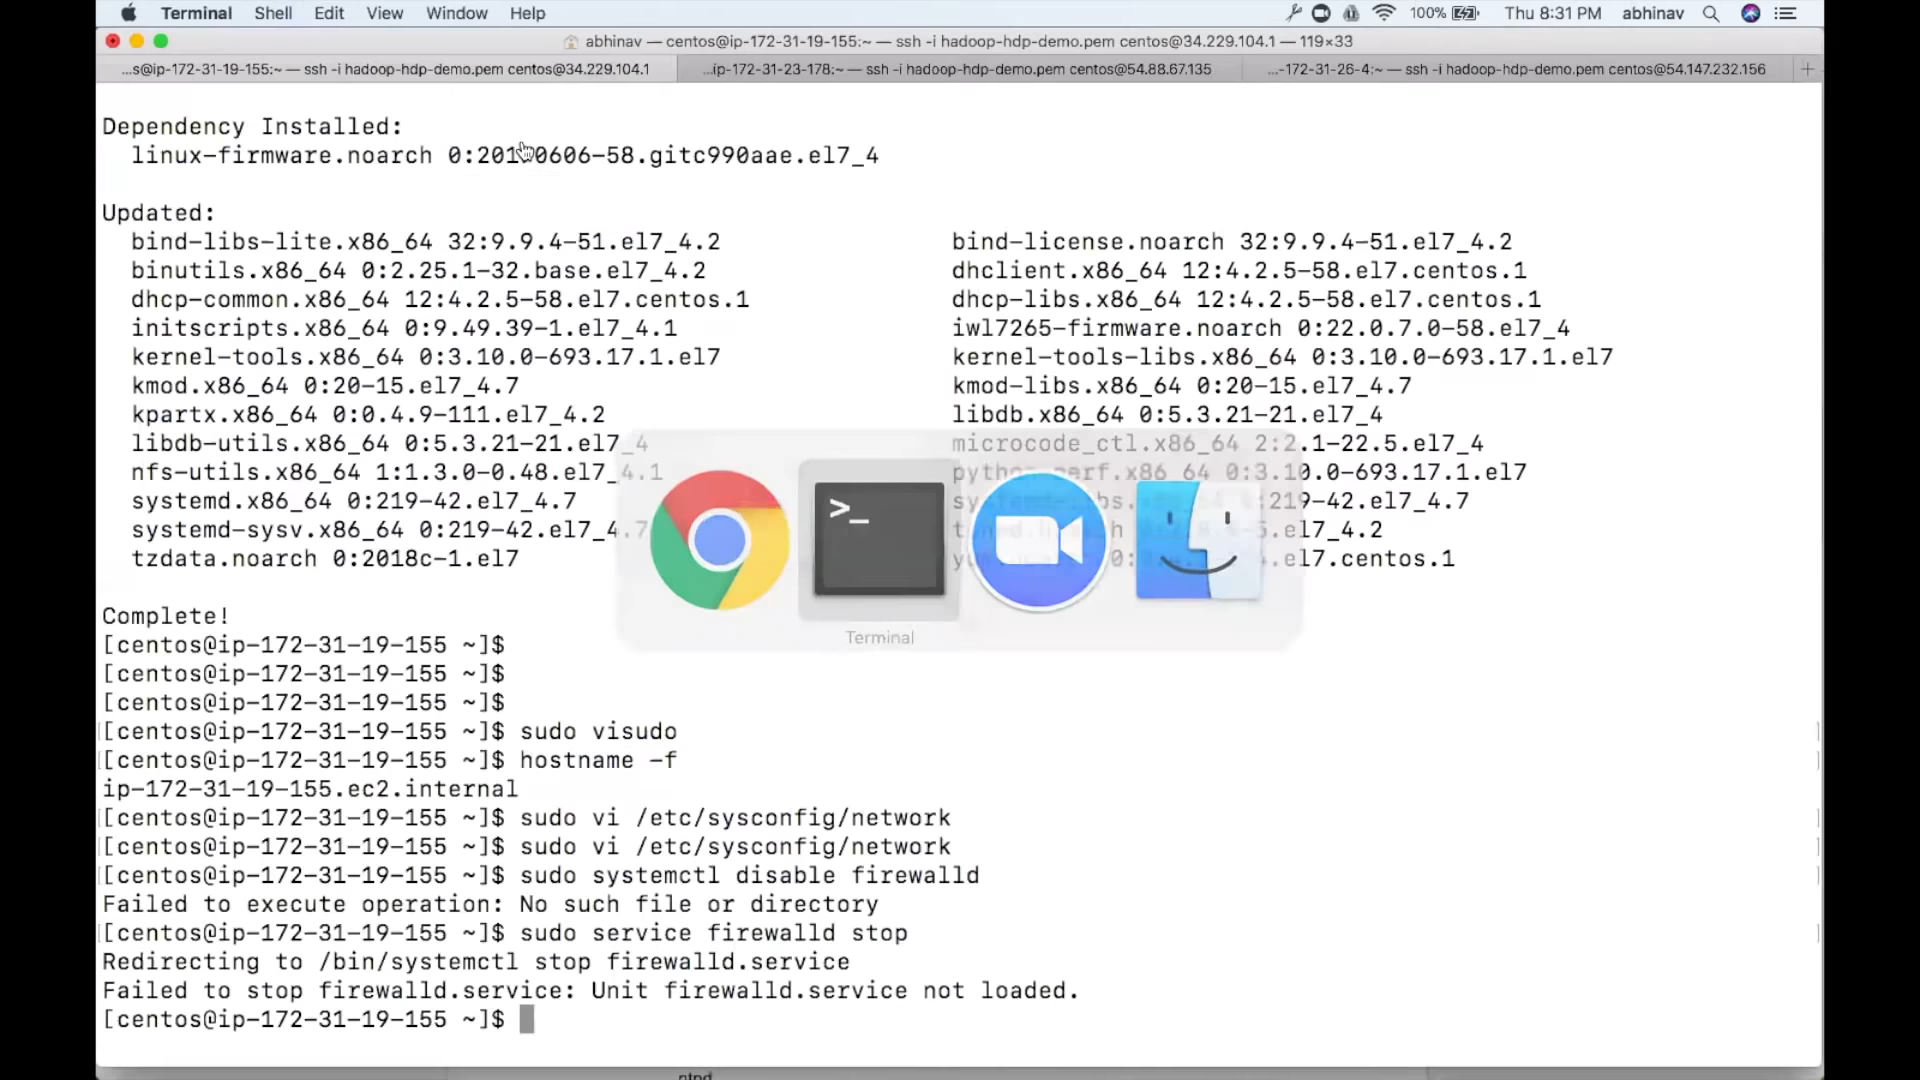 Terminal Shell Edit View Window Help 100% Thu 8:31 PM abhinav
abhinav — centos@ip-172-31-19-155:~ — ssh -i hadoop-hdp-demo.pem centos@34.229.104.1 — 119×33
...s@ip-172-31-19-155:~ — ssh -i hadoop-hdp-demo.pem centos@34.229.104.1 ...ip-172-31-23-178:~ — ssh -i hadoop-hdp-demo.pem centos@54.88.67.135 ...-172-31-26-4:~ — ssh -i hadoop-hdp-demo.pem centos@54.147.232.156 +
Dependency Installed:
linux-firmware.noarch
Updated:
bind-libs-lite.x86_64 32:9.9.4-51.el7_4.2 bind-license.noarch 32:9.9.4-51.el7_4.2
binutils.x86_64 0:2.25.1-32.base.el7_4.2 dhclient.x86_64 12:4.2.5-58.el7.centos.1
dhcp-common.x86_64 12:4.2.5-58.el7.centos.1 dhcp-libs.x86_64 12:4.2.5-58.el7.centos.1
initscripts.x86_64 0:9.49.39-1.el7_4.1 iwl7265-firmware.noarch 0:22.0.7.0-58.el7_4
kernel-tools.x86_64 0:3.10.0-693.17.1.el7 kernel-tools-libs.x86_64 0:3.10.0-693.17.1.el7
kmod.x86_64 0:20-15.el7_4.7 kmod-libs.x86_64 0:20-15.el7_4.7
kpartx.x86_64 0:0.4.9-111.el7_4.2 libdb.x86_64 0:5.3.21-21.el7_4
libdb-utils.x86_64 0:5.3.21-21.el7_4 microcode_ctl.x86_64 2:2.1-22.5.el7_4
nfs-utils.x86_64 1:1.3.0-0.48.el7_4.1 python-perf.x86_64 0:3.10.0-693.17.1.el7
systemd.x86_64 0:219-42.el7_4.7 0:219-42.el7_4.7
systemd-sysv.x86_64 0:219-42.el7_4.7
tzdata.noarch 0:2018c-1.el7
Terminal
Complete!
[centos@ip-172-31-19-155 ~]$
[centos@ip-172-31-19-155 ~]$
[centos@ip-172-31-19-155 ~]$
[centos@ip-172-31-19-155 ~]$ sudo visudo
[centos@ip-172-31-19-155 ~]$ hostname -f
ip-172-31-19-155.ec2.internal
[centos@ip-172-31-19-155 ~]$ sudo vi /etc/sysconfig/network
[centos@ip-172-31-19-155 ~]$ sudo vi /etc/sysconfig/network
[centos@ip-172-31-19-155 ~]$ sudo systemctl disable firewalld
Failed to execute operation: No such file or directory
[centos@ip-172-31-19-155 ~]$ sudo service firewalld stop
Redirecting to /bin/systemctl stop firewalld.service
Failed to stop firewalld.service: Unit firewalld.service not loaded.
[centos@ip-172-31-19-155 ~]$